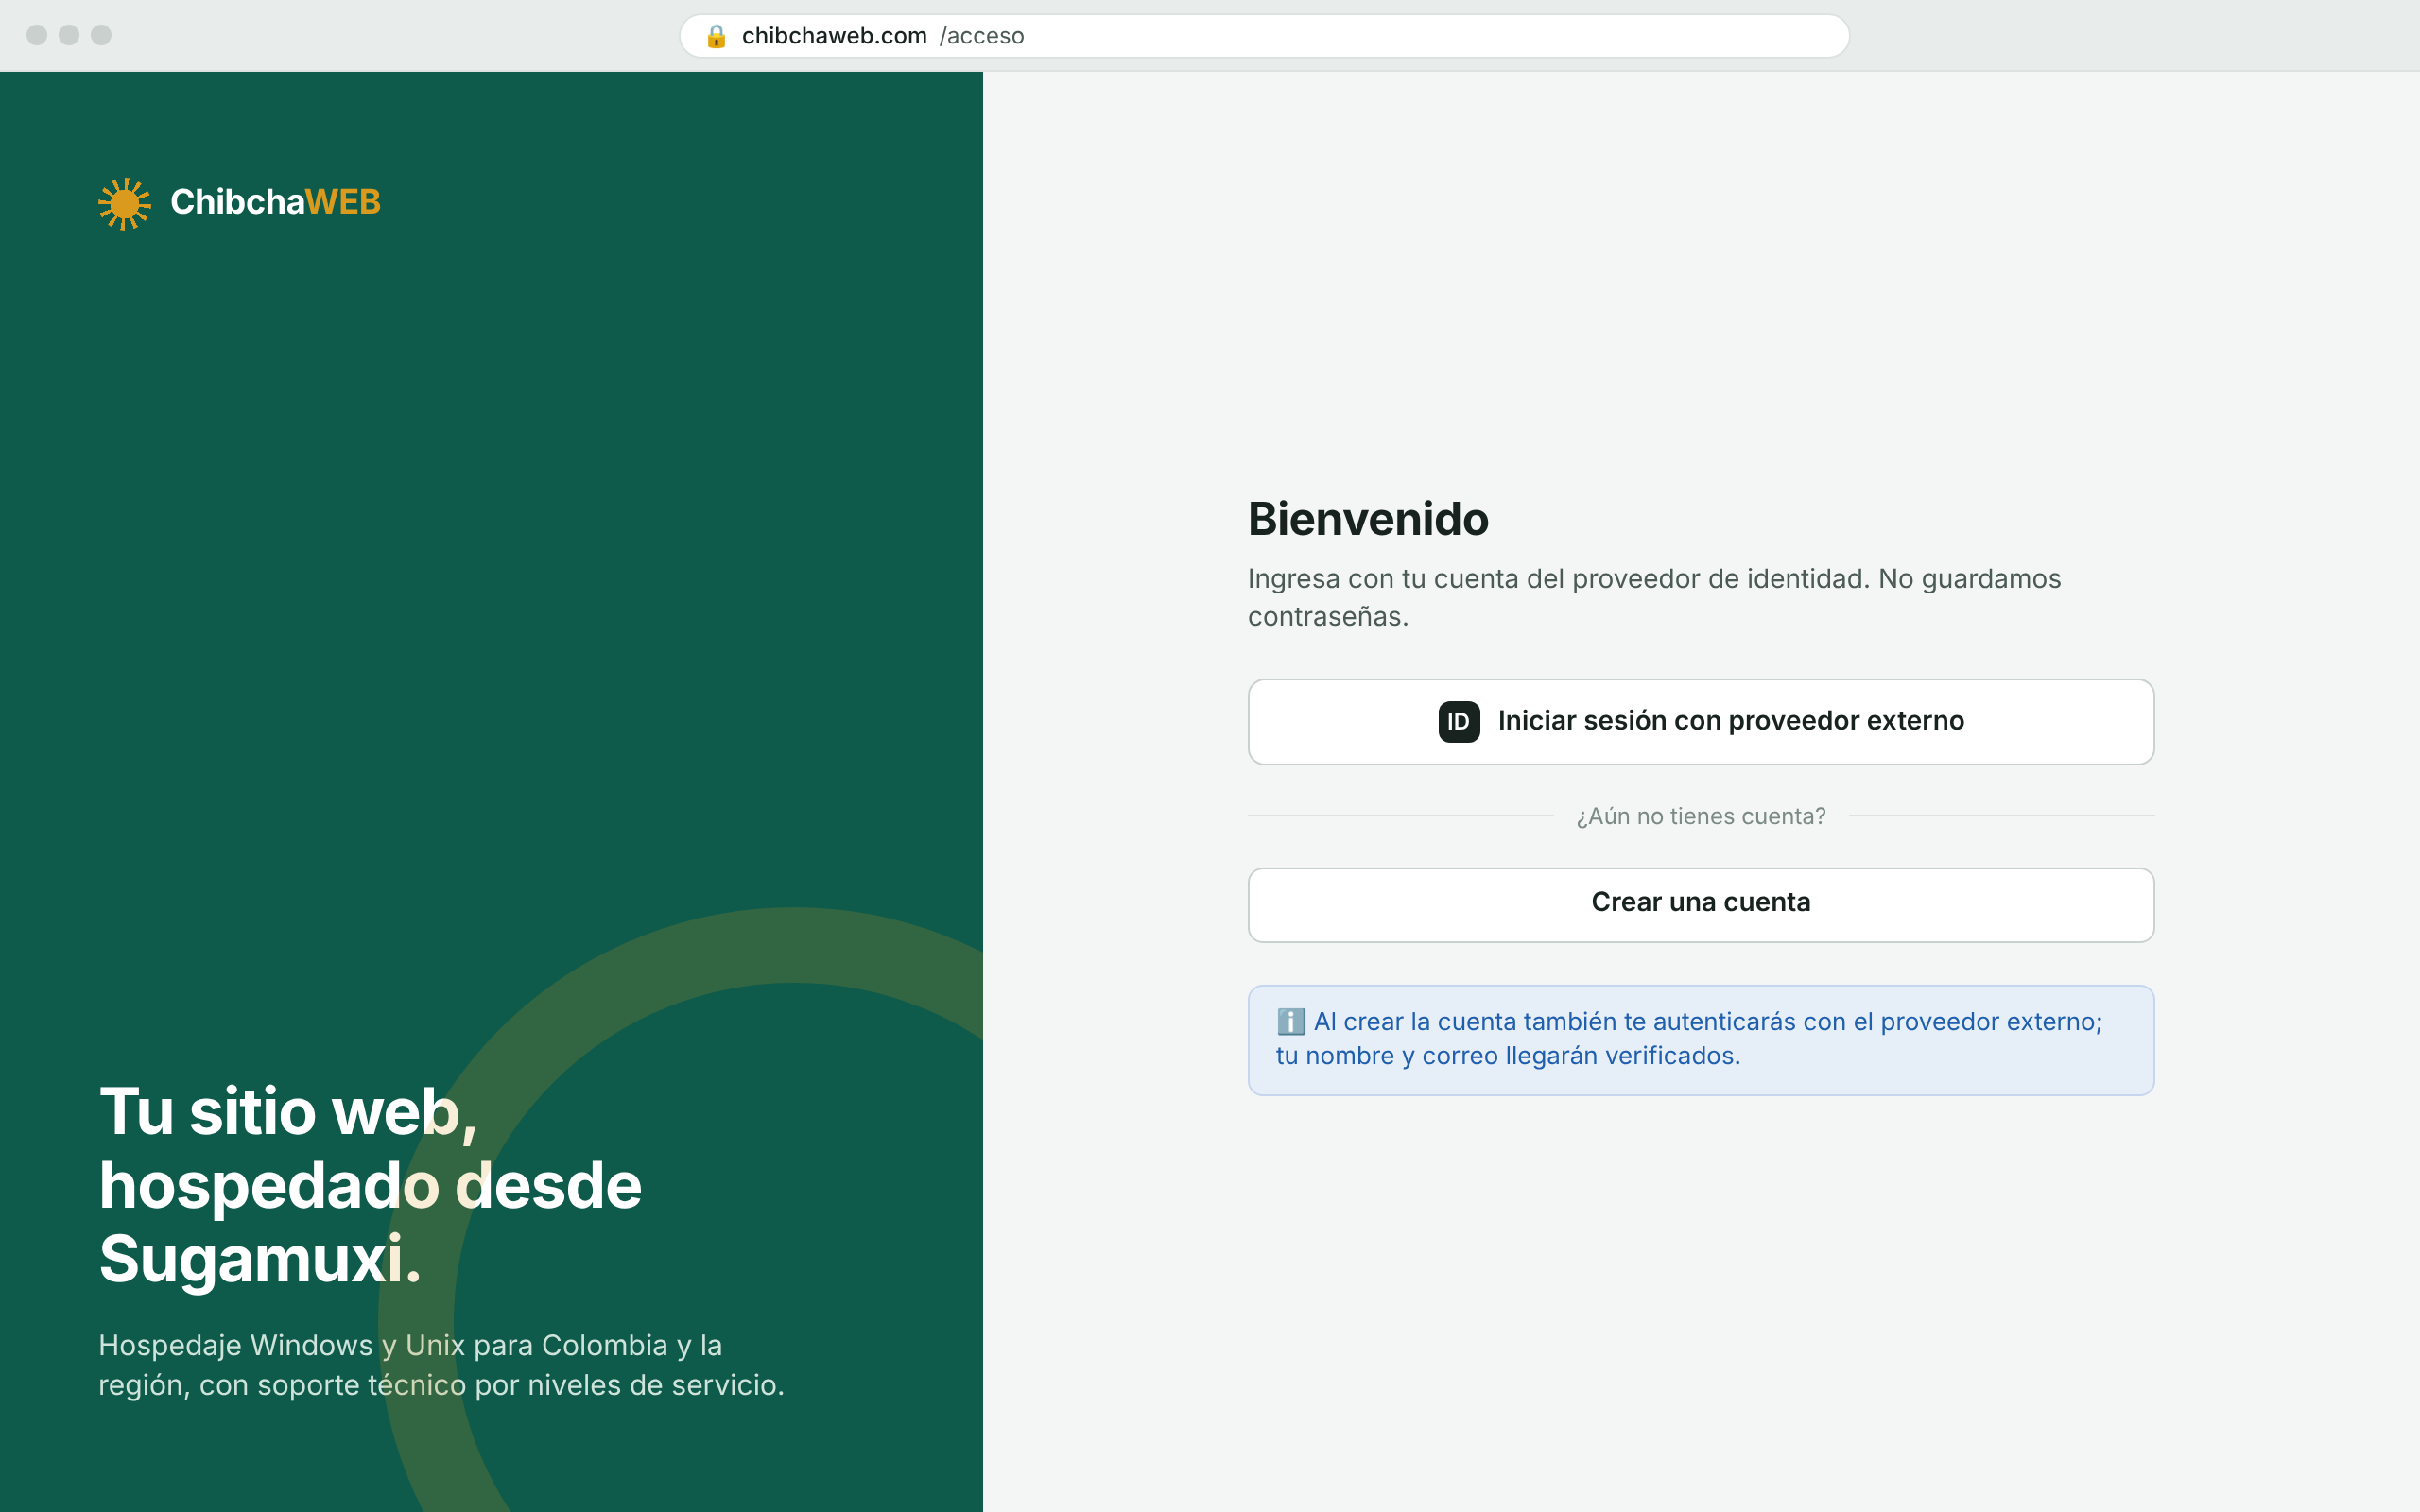 chibchaweb.com /acceso
ChibchaWEB
Tu sitio web,
hospedado desde
Sugamuxi.
Hospedaje Windows y Unix para Colombia y la
región, con soporte técnico por niveles de servicio.
Bienvenido
Ingresa con tu cuenta del proveedor de identidad. No guardamos
contraseñas.
ID Iniciar sesión con proveedor externo
¿Aún no tienes cuenta?
Crear una cuenta
ℹ️ Al crear la cuenta también te autenticarás con el proveedor externo;
tu nombre y correo llegarán verificados.